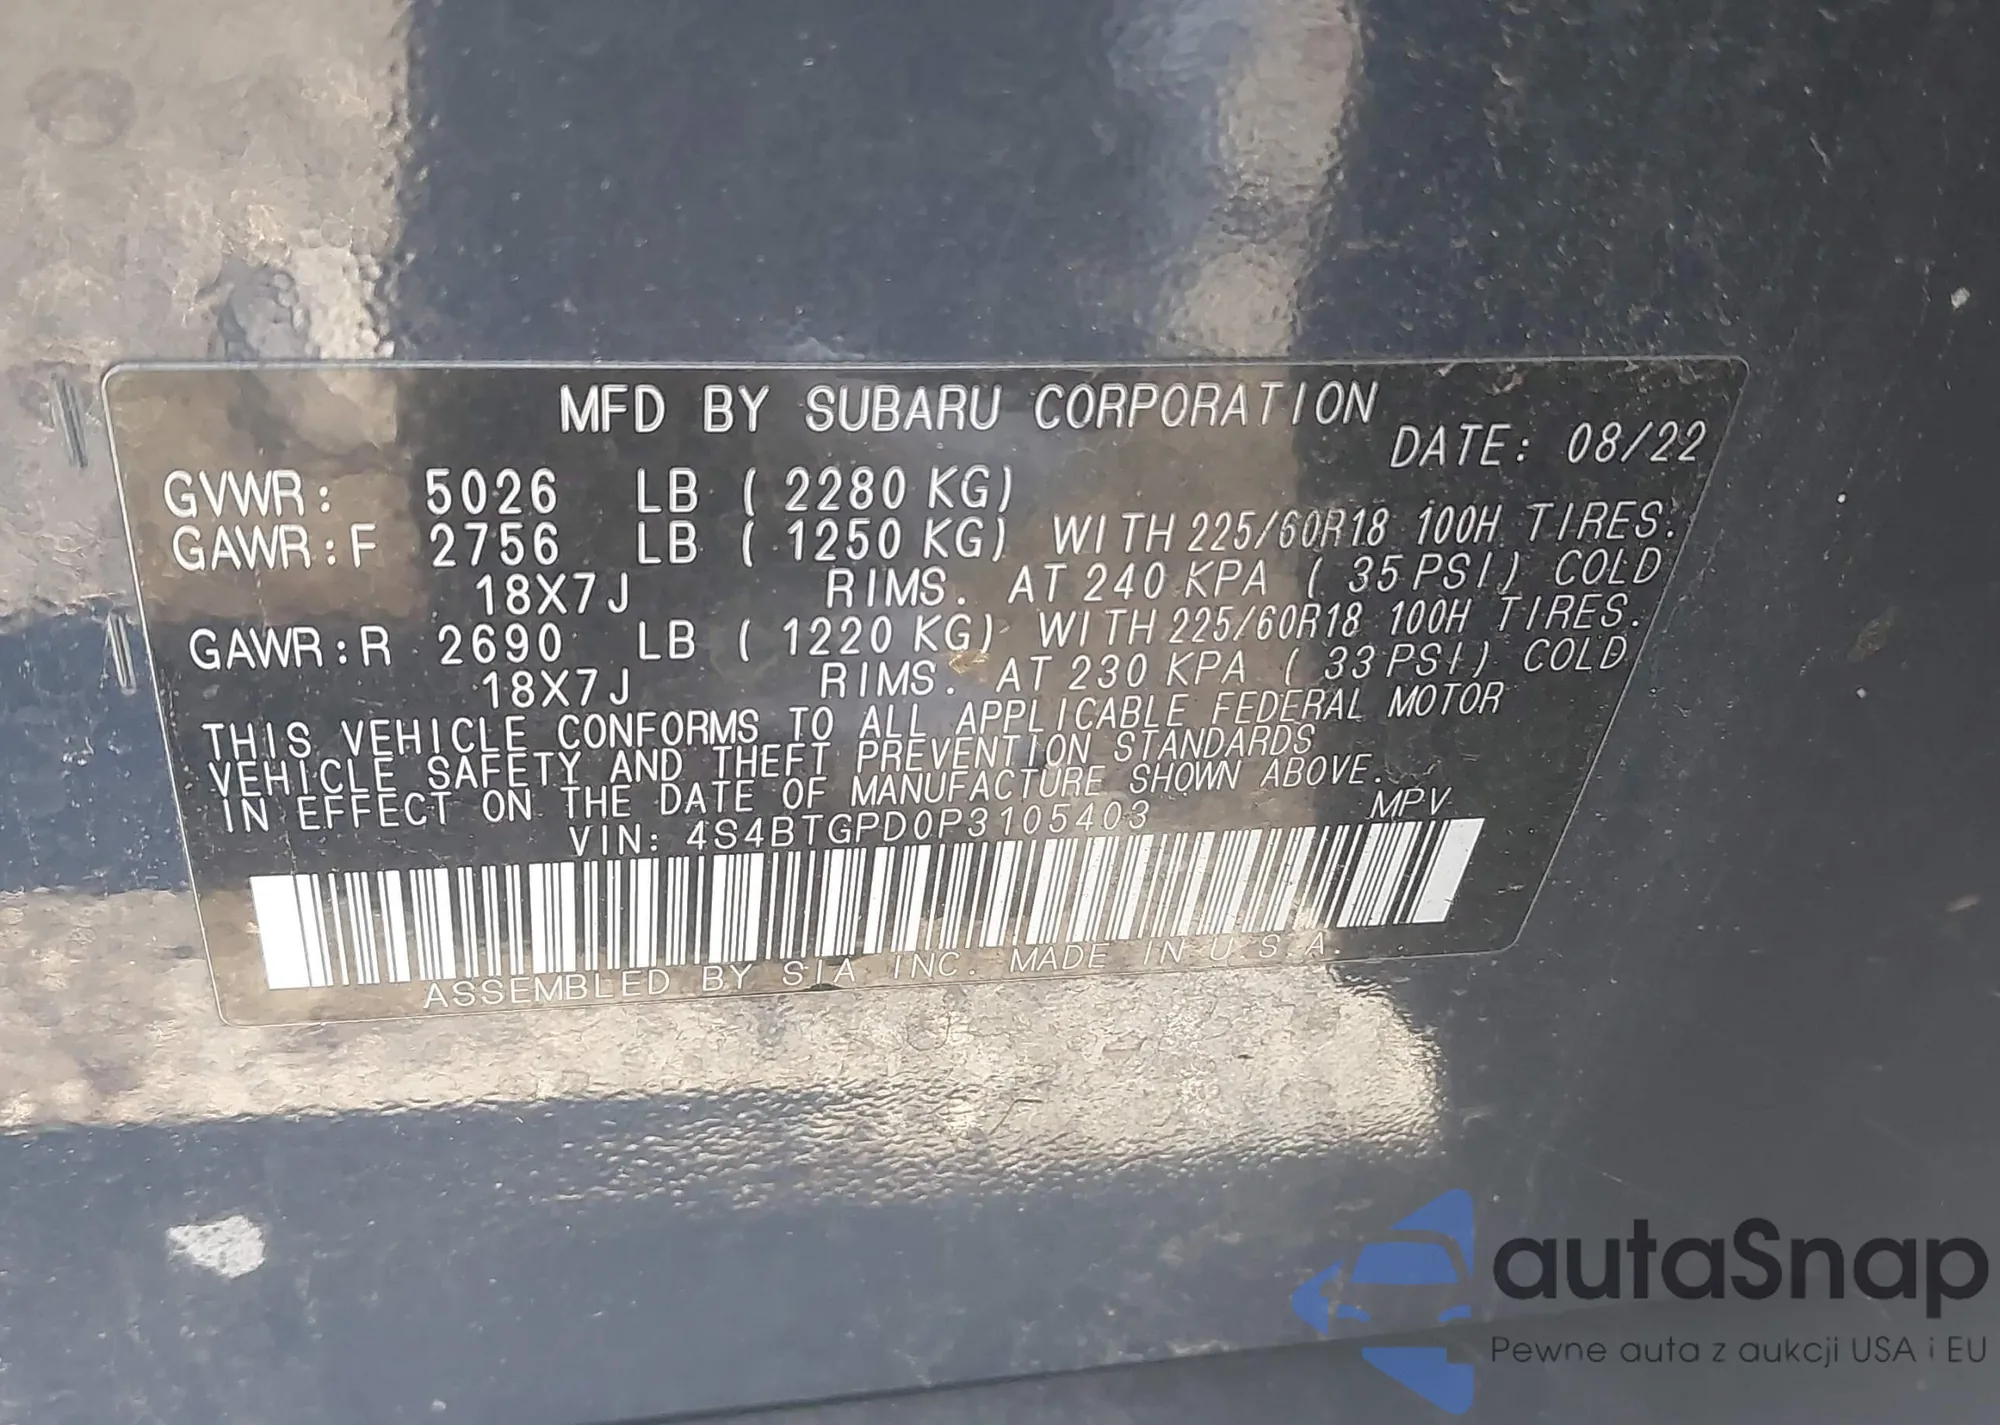 MFD BY SUBARU CORPORATION
DATE: 08/22
GVWR: 5026 LB ( 2280 KG)
GAWR:F 2756 LB ( 1250 KG) WITH 225/60R18 100H TIRES.
18X7J RIMS. AT 240 KPA ( 35 PSI) COLD
GAWR:R 2690 LB ( 1220 KG) WITH 225/60R18 100H TIRES.
18X7J RIMS. AT 230 KPA ( 33 PSI) COLD
THIS VEHICLE CONFORMS TO ALL APPLICABLE FEDERAL MOTOR
VEHICLE SAFETY AND THEFT PREVENTION STANDARDS
IN EFFECT ON THE DATE OF MANUFACTURE SHOWN ABOVE.
VIN: 4S4BTGPD0P3105403 MPV
ASSEMBLED BY SIA INC. MADE IN U.S.A.
autaSnap
Pewne auta z aukcji USA i EU